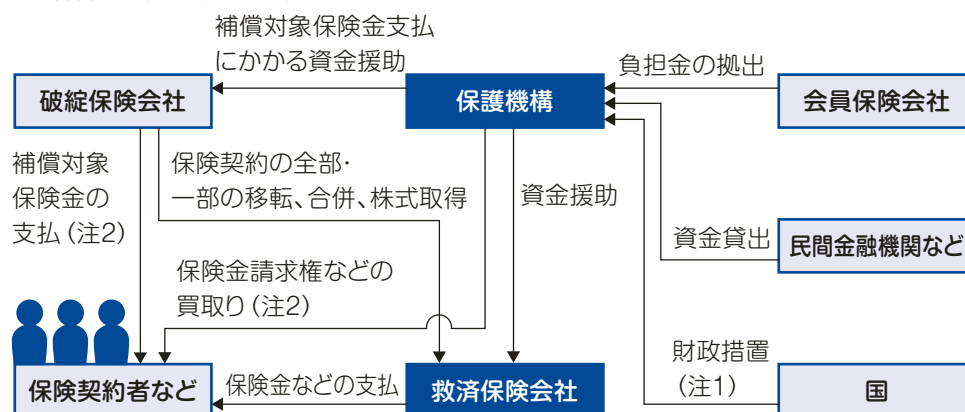 補償対象保険金支払
にかかる資金援助
負担金の拠出
破綻保険会社
保護機構
会員保険会社
補償対象
保険金の
支払(注2)
保険契約の全部・
一部の移転、合併、株式取得
資金援助
資金貸出
民間金融機関など
保険金請求権などの
買取り(注2)
財政措置
(注1)
保険契約者など
保険金などの支払
救済保険会社
国